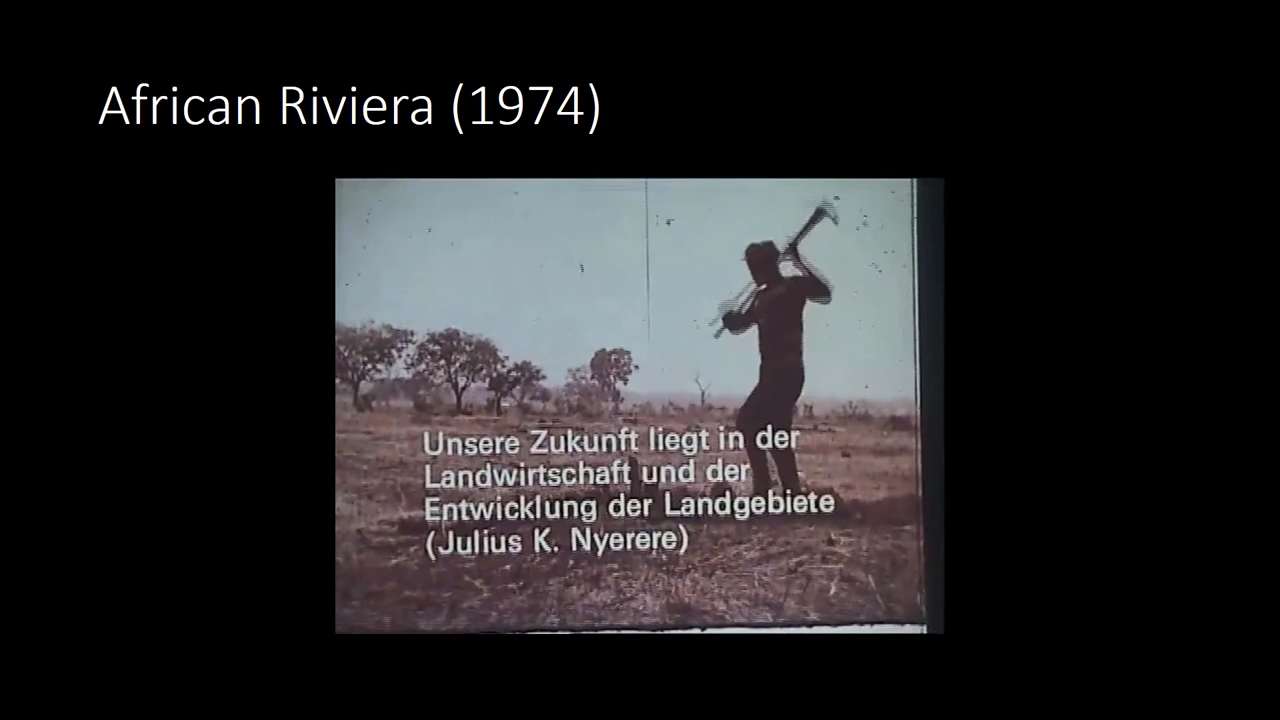 African Riviera (1974)
Unsere Zukunft liegt in der
Landwirtschaft und der
Entwicklung der Landgebiete
(Julius K. Nyerere)